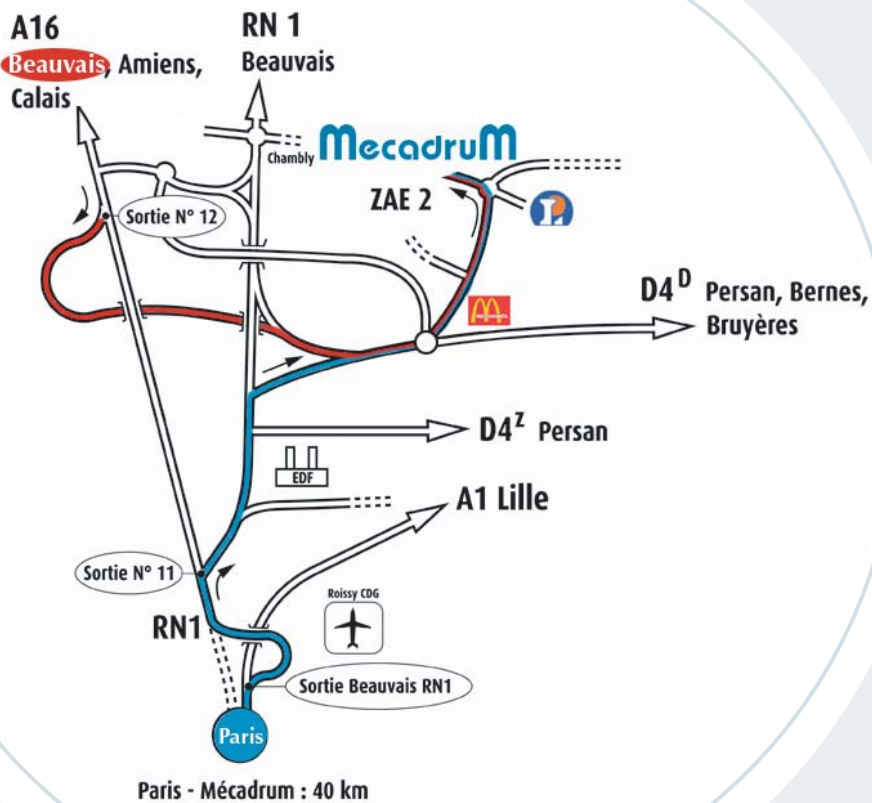 A16
Beauvais, Amiens,
Calais
RN 1
Beauvais
Chambly
MecadruM
ZAE 2
L
Sortie N° 12
D4D Persan, Bernes,
Bruyères
D4Z Persan
EDF
A1 Lille
Sortie N° 11
Roissy CDG
RN1
Sortie Beauvais RN1
Paris
Paris - Mécadrum : 40 km